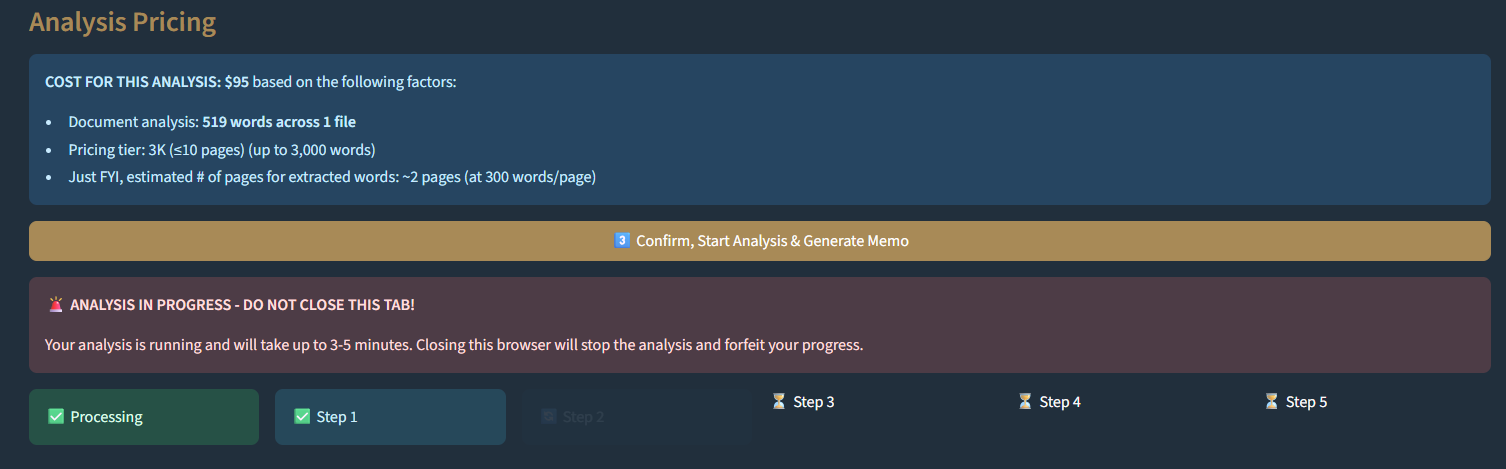 Analysis Pricing
COST FOR THIS ANALYSIS: $95 based on the following factors:
• Document analysis: 519 words across 1 file
• Pricing tier: 3K (≤10 pages) (up to 3,000 words)
• Just FYI, estimated # of pages for extracted words: ~2 pages (at 300 words/page)
3️⃣ Confirm, Start Analysis & Generate Memo
🚨 ANALYSIS IN PROGRESS - DO NOT CLOSE THIS TAB!
Your analysis is running and will take up to 3-5 minutes. Closing this browser will stop the analysis and forfeit your progress.
✅ Processing ✅ Step 1 🔄 Step 2 ⏳ Step 3 ⏳ Step 4 ⏳ Step 5